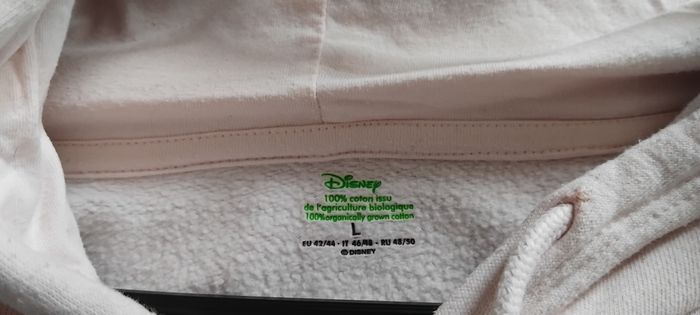 Disney
100% coton issu
de l'agriculture biologique
100% organically grown cotton
L
EU 42/44 - IT 46/48 - RU 48/50
© DISNEY